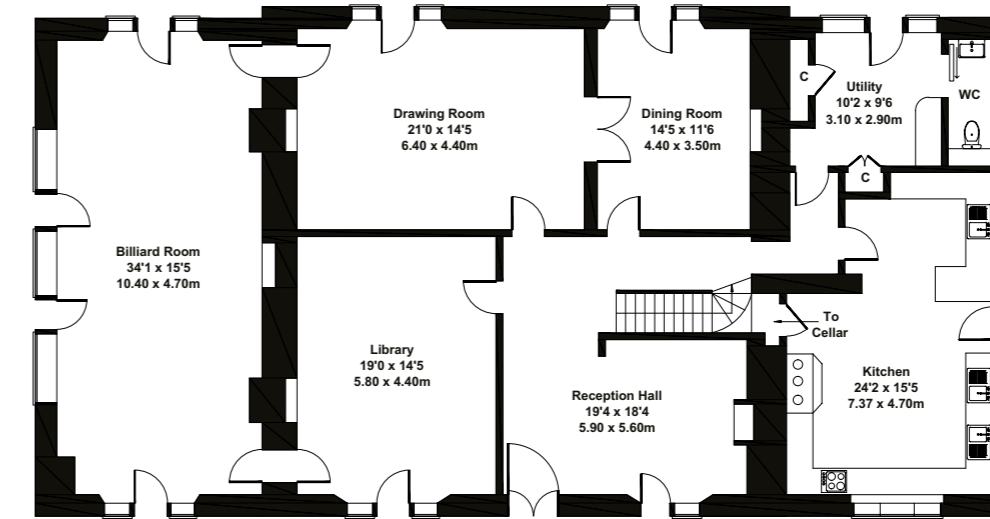 Drawing Room
21'0 x 14'5
6.40 x 4.40m
Dining Room
14'5 x 11'6
4.40 x 3.50m
C
Utility
10'2 x 9'6
3.10 x 2.90m
WC
C
Billiard Room
34'1 x 15'5
10.40 x 4.70m
Library
19'0 x 14'5
5.80 x 4.40m
Reception Hall
19'4 x 18'4
5.90 x 5.60m
To
Cellar
Kitchen
24'2 x 15'5
7.37 x 4.70m